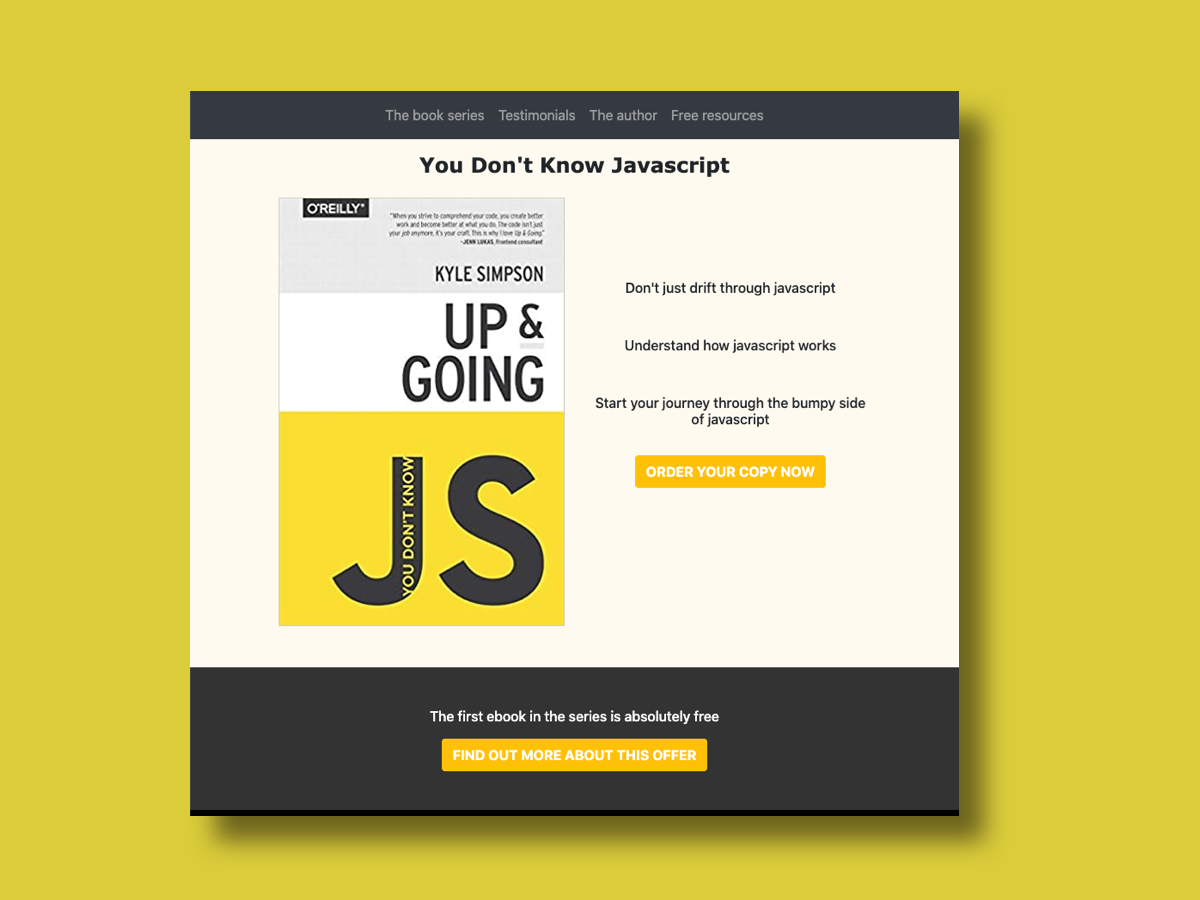 The book series Testimonials The author Free resources
You Don't Know Javascript
O'REILLY®
"When you strive to comprehend your code, you create better
work and become better at what you do. The code isn't just
your job anymore, it's your craft. This is why I love Up & Going."
—JENN LUKAS, Frontend consultant
KYLE SIMPSON
UP &
GOING
YOU DON'T KNOW
JS
Don't just drift through javascript
Understand how javascript works
Start your journey through the bumpy side
of javascript
ORDER YOUR COPY NOW
The first ebook in the series is absolutely free
FIND OUT MORE ABOUT THIS OFFER